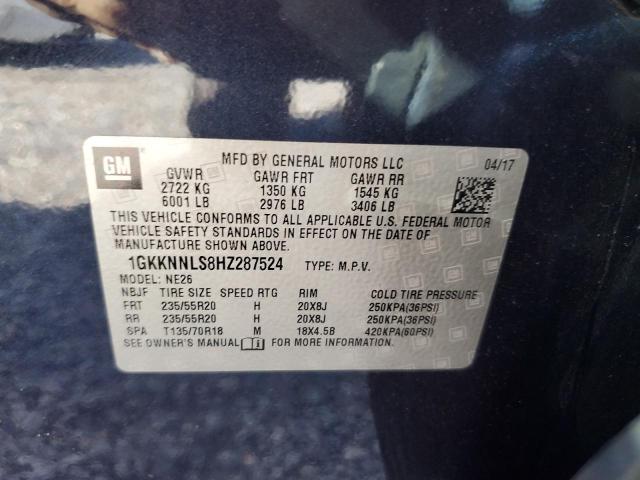 GM
MFD BY GENERAL MOTORS LLC 04/17
GVWR GAWR FRT GAWR RR
2722 KG 1350 KG 1545 KG
6001 LB 2976 LB 3406 LB
THIS VEHICLE CONFORMS TO ALL APPLICABLE U.S. FEDERAL MOTOR
VEHICLE SAFETY STANDARDS IN EFFECT ON THE DATE OF
MANUFACTURE SHOWN ABOVE.
1GKKNNLS8HZ287524 TYPE: M.P.V.
MODEL: NE26
NBJF TIRE SIZE SPEED RTG RIM COLD TIRE PRESSURE
FRT 235/55R20 H 20X8J 250KPA(36PSI)
RR 235/55R20 H 20X8J 250KPA(36PSI)
SPA T135/70R18 M 18X4.5B 420KPA(60PSI)
SEE OWNER'S MANUAL FOR MORE INFORMATION.